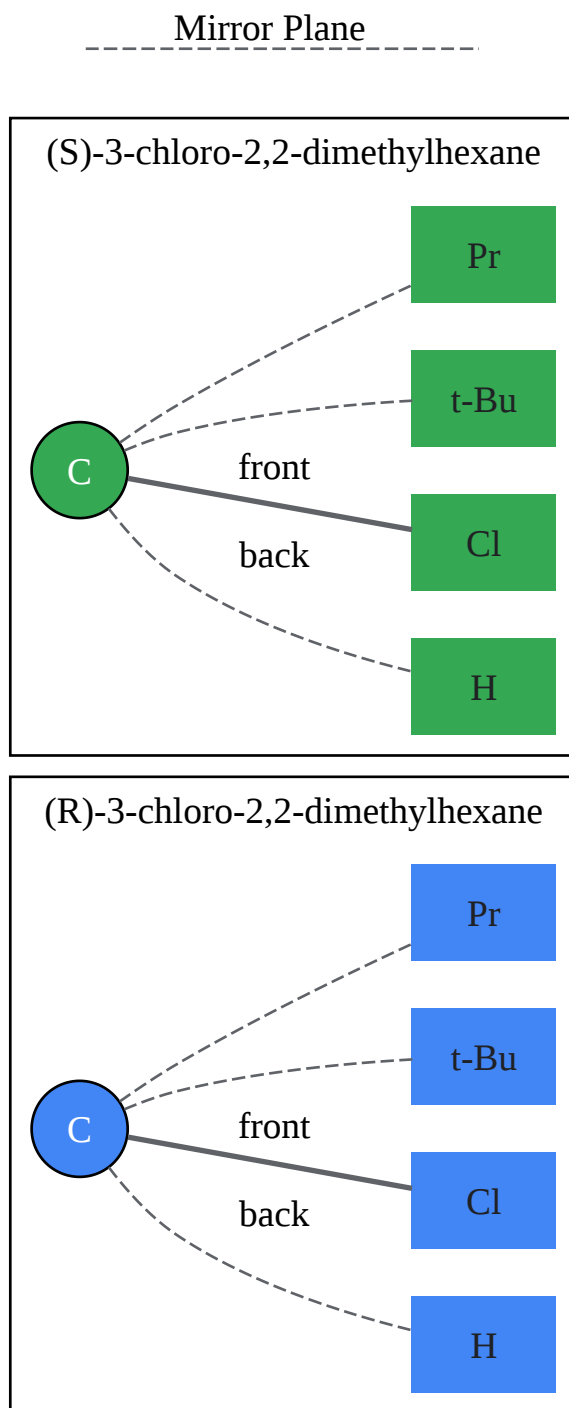 Mirror Plane
(S)-3-chloro-2,2-dimethylhexane
Pr
t-Bu
C
front
Cl
back
H
(R)-3-chloro-2,2-dimethylhexane
Pr
t-Bu
C
front
Cl
back
H